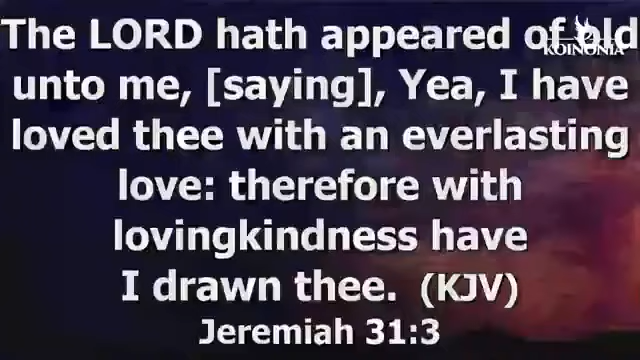 The LORD hath appeared of old
KOINONIA
unto me, [saying], Yea, I have
loved thee with an everlasting
love: therefore with
lovingkindness have
I drawn thee. (KJV)
Jeremiah 31:3